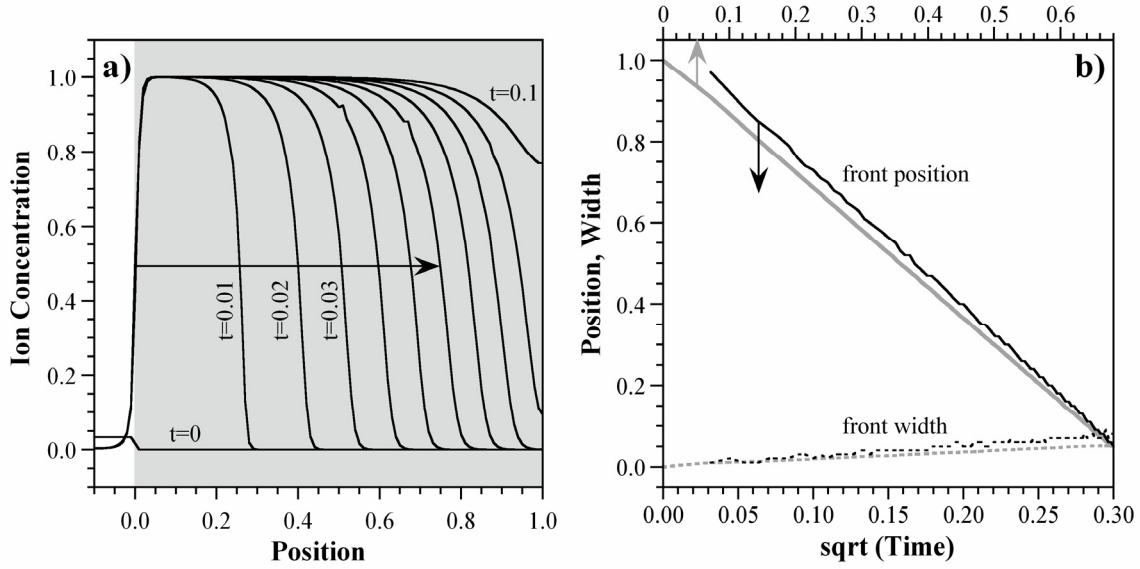 a)
Ion Concentration
1.0
0.8
0.6
0.4
0.2
0.0
t=0.1
t=0.01
t=0.02
t=0.03
t=0
0.0 0.2 0.4 0.6 0.8 1.0
Position
0 0.1 0.2 0.3 0.4 0.5 0.6
b)
Position, Width
1.0
0.8
0.6
0.4
0.2
0.0
front position
front width
0.00 0.05 0.10 0.15 0.20 0.25 0.30
sqrt (Time)